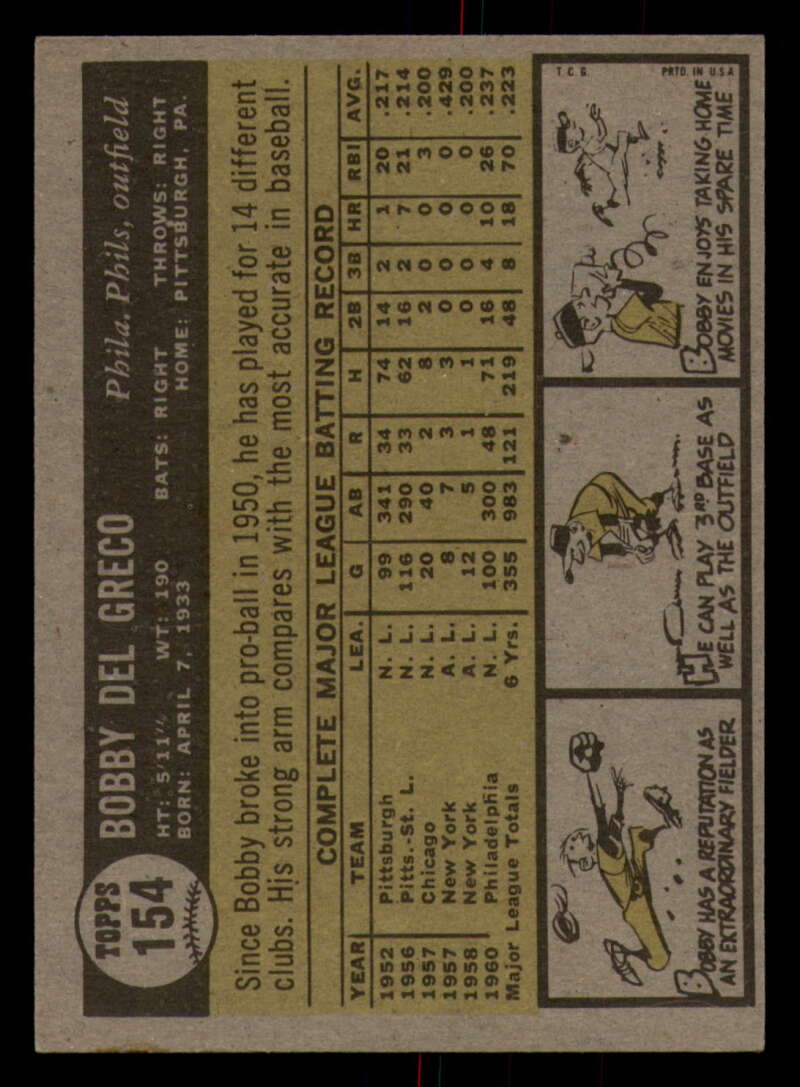 TOPPS
154
BOBBY DEL GRECO Phila. Phils, outfield
HT: 5'11" WT: 190 BATS: RIGHT THROWS: RIGHT
BORN: APRIL 7, 1933 HOME: PITTSBURGH, PA.
Since Bobby broke into pro-ball in 1950, he has played for 14 different
clubs. His strong arm compares with the most accurate in baseball.
COMPLETE MAJOR LEAGUE BATTING RECORD
YEAR TEAM LEA. G AB R H 2B 3B HR RBI AVG.
1952 Pittsburgh N. L. 99 341 34 74 14 2 1 20 .217
1956 Pitts.-St. L. N. L. 116 290 33 62 16 2 7 21 .214
1957 Chicago N. L. 20 40 2 8 2 0 0 3 .200
1957 New York A. L. 8 7 3 3 0 0 0 0 .429
1958 New York A. L. 12 5 1 1 0 0 0 0 .200
1960 Philadelphia N. L. 100 300 48 71 16 4 10 26 .237
Major League Totals 6 Yrs. 355 983 121 219 48 8 18 70 .223
BOBBY HAS A REPUTATION AS
AN EXTRAORDINARY FIELDER
HE CAN PLAY 3RD BASE AS
WELL AS THE OUTFIELD
T.C.G. PRTD. IN U.S.A
BOBBY ENJOYS TAKING HOME
MOVIES IN HIS SPARE TIME